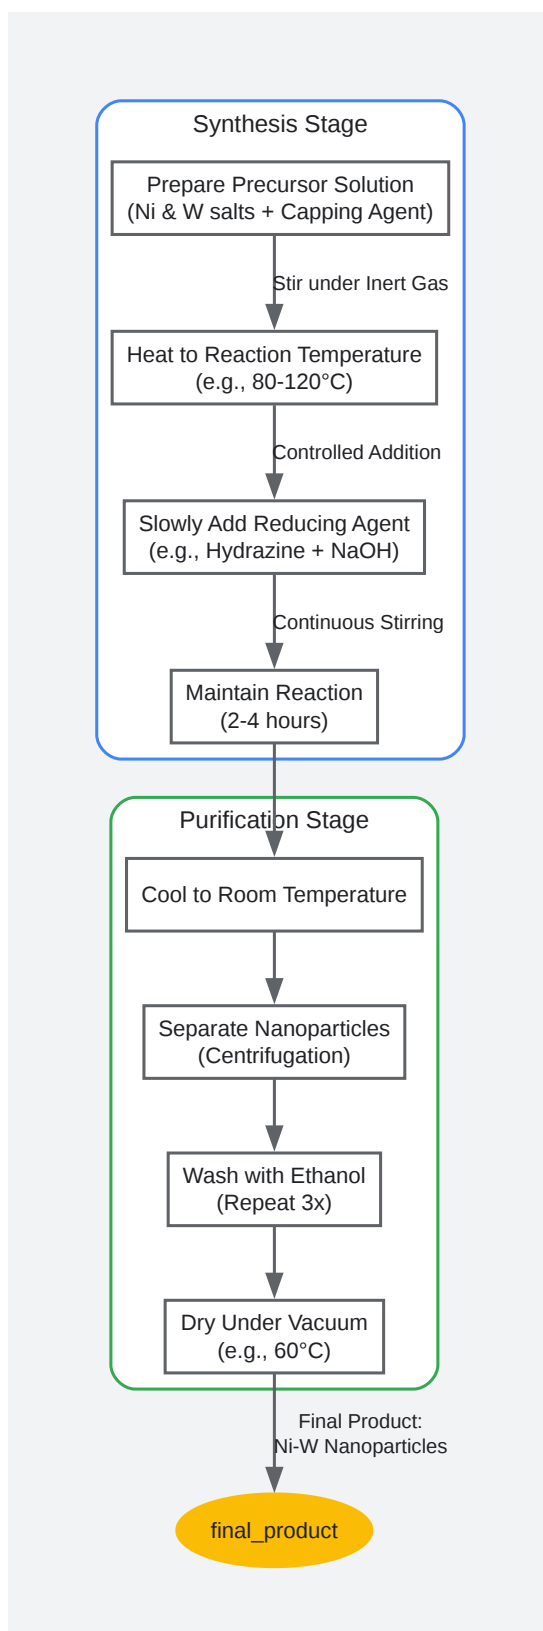 Synthesis Stage
Prepare Precursor Solution
(Ni & W salts + Capping Agent)
Stir under Inert Gas
Heat to Reaction Temperature
(e.g., 80-120°C)
Controlled Addition
Slowly Add Reducing Agent
(e.g., Hydrazine + NaOH)
Continuous Stirring
Maintain Reaction
(2-4 hours)
Purification Stage
Cool to Room Temperature
Separate Nanoparticles
(Centrifugation)
Wash with Ethanol
(Repeat 3x)
Dry Under Vacuum
(e.g., 60°C)
Final Product:
Ni-W Nanoparticles
final_product